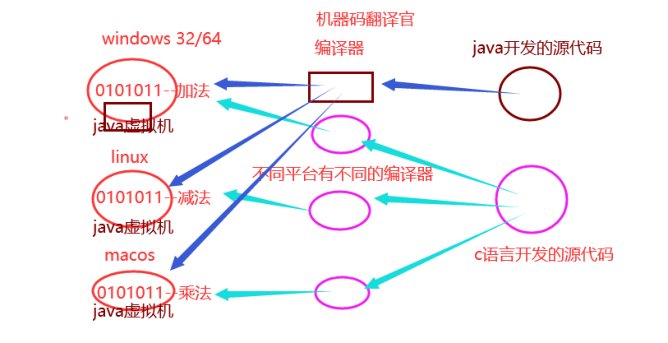 机器码翻译官
windows 32/64
编译器
java开发的源代码
0101011--加法
java虚拟机
linux
不同平台有不同的编译器
0101011--减法
java虚拟机
macos
c语言开发的源代码
0101011--乘法
java虚拟机